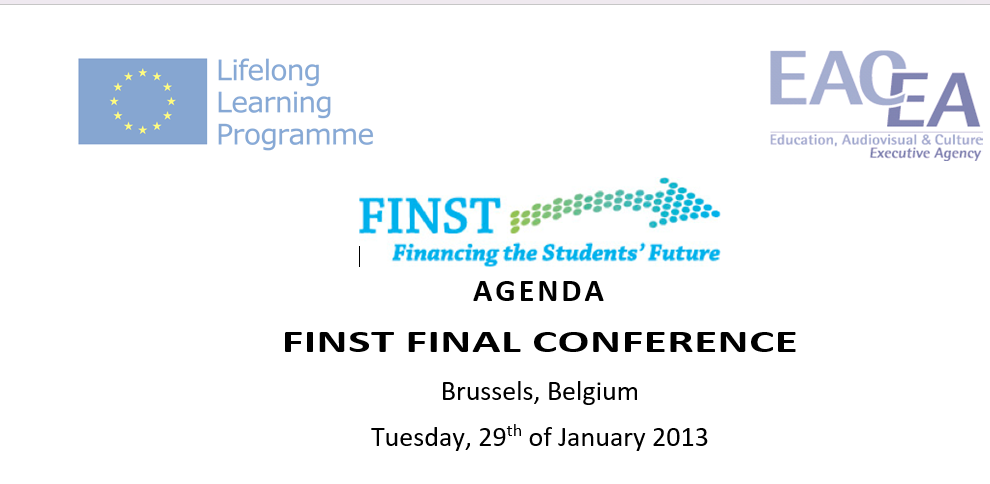 Lifelong
Learning
Programme
EACEA
Education, Audiovisual & Culture
Executive Agency
FINST
Financing the Students' Future
AGENDA
FINST FINAL CONFERENCE
Brussels, Belgium
Tuesday, 29th of January 2013